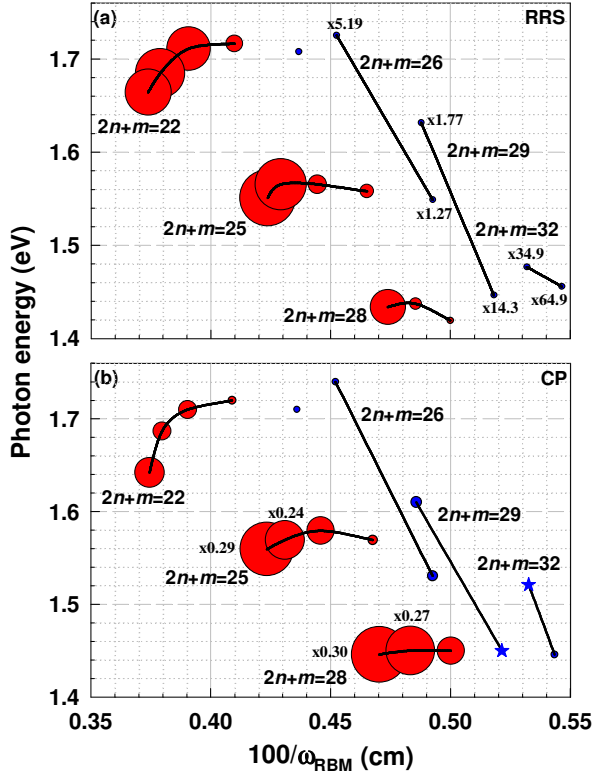 (a)
RRS
x5.19
1.7
2n+m=26
2n+m=22
x1.77
2n+m=29
1.6
x1.27
2n+m=25
2n+m=32
1.5
x34.9
x64.9
2n+m=28
x14.3
1.4
Photon energy (eV)
(b)
CP
2n+m=26
1.7
2n+m=22
x0.24
2n+m=29
1.6
x0.29
2n+m=25
2n+m=32
1.5
x0.27
x0.30
2n+m=28
1.4
0.35 0.40 0.45 0.50 0.55
100/ωRBM (cm)